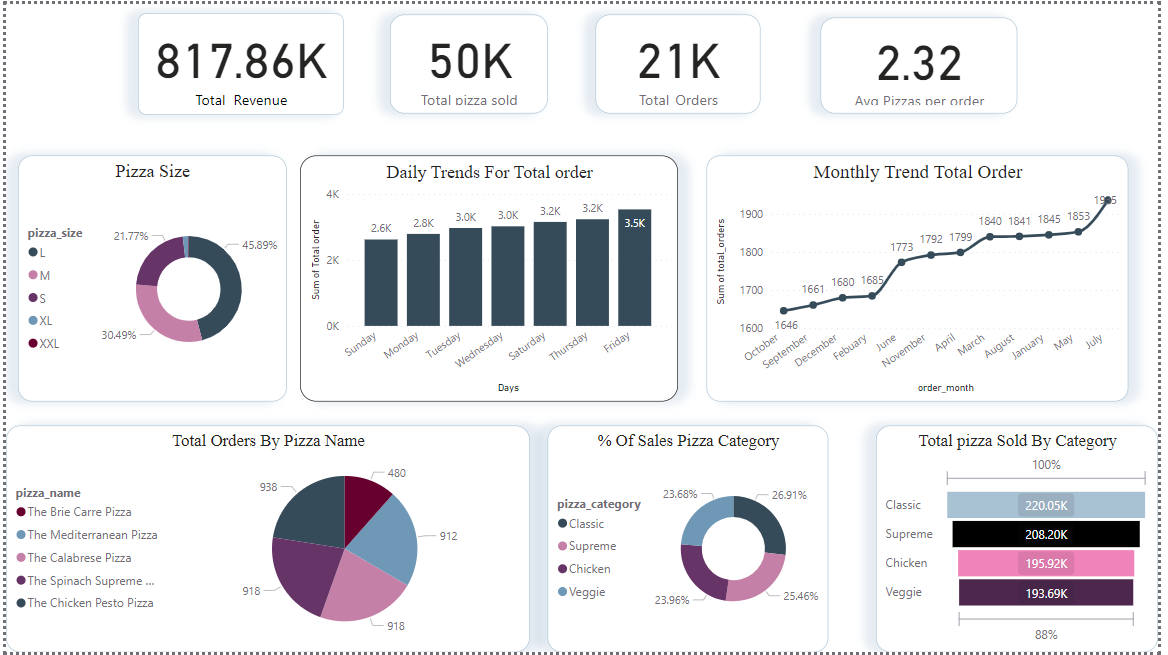 817.86K
Total Revenue
50K
Total pizza sold
21K
Total Orders
2.32
Avg Pizzas per order
Pizza Size
pizza_size
L
M
S
XL
XXL
21.77%
45.89%
30.49%
Daily Trends For Total order
Sum of Total order
4K
2K
0K
2.6K
2.8K
3.0K
3.0K
3.2K
3.2K
3.5K
Sunday
Monday
Tuesday
Wednesday
Saturday
Thursday
Friday
Days
Monthly Trend Total Order
Sum of total_orders
1900
1800
1700
1600
1646
1661
1680
1685
1773
1792
1799
1840
1841
1845
1853
October
September
December
Febuary
June
November
April
March
August
January
May
July
order_month
Total Orders By Pizza Name
pizza_name
The Brie Carre Pizza
The Mediterranean Pizza
The Calabrese Pizza
The Spinach Supreme ...
The Chicken Pesto Pizza
480
912
918
918
938
% Of Sales Pizza Category
pizza_category
Classic
Supreme
Chicken
Veggie
23.68%
26.91%
23.96%
25.46%
Total pizza Sold By Category
100%
Classic 220.05K
Supreme 208.20K
Chicken 195.92K
Veggie 193.69K
88%